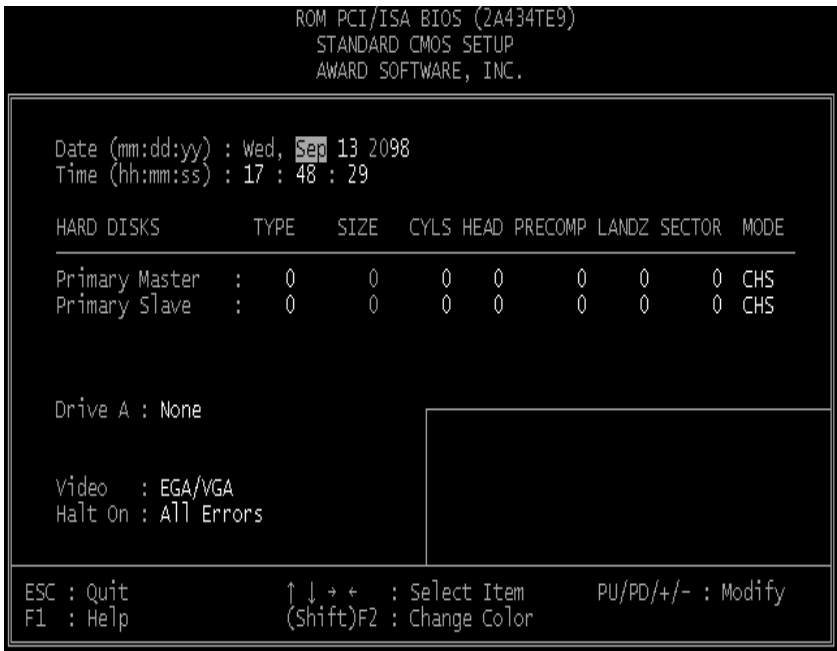 ROM PCI/ISA BIOS (2A434TE9)
STANDARD CMOS SETUP
AWARD SOFTWARE, INC.
Date (mm:dd:yy) : Wed, Sep 13 2098
Time (hh:mm:ss) : 17 : 48 : 29
HARD DISKS TYPE SIZE CYLS HEAD PRECOMP LANDZ SECTOR MODE
Primary Master : 0 0 0 0 0 0 0 CHS
Primary Slave : 0 0 0 0 0 0 0 CHS
Drive A : None
Video : EGA/VGA
Halt On : All Errors
ESC : Quit ↑ ↓ → ← : Select Item PU/PD/+/- : Modify
F1 : Help (Shift)F2 : Change Color